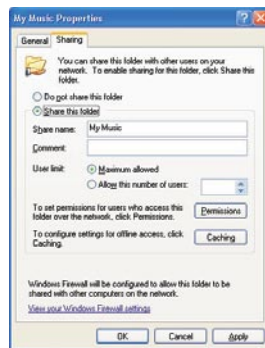 My Music Properties
General
Sharing
You can share this folder with other users on your
network. To enable sharing for this folder, click Share this
folder.
Do not share this folder
Share this folder
Share name:
My Music
Comment:
User limit:
Maximum allowed
Allow this number of users:
To set permissions for users who access this
folder over the network, click Permissions.
Permissions
To configure settings for offline access, click
Caching.
Caching
Windows Firewall will be configured to allow this folder to be
shared with other computers on the network.
View your Windows Firewall settings
OK
Cancel
Apply